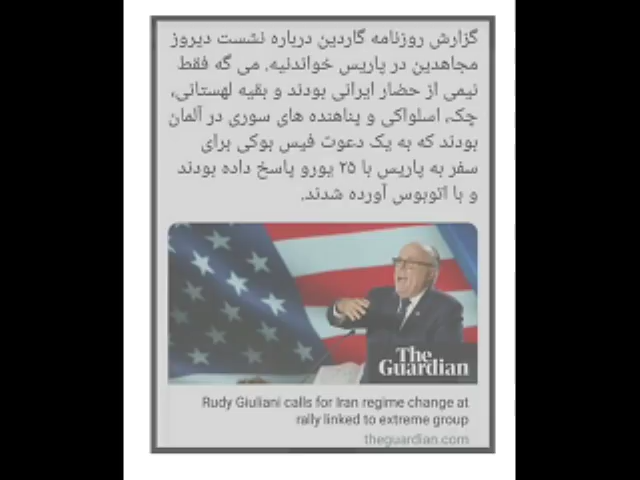 گزارش روزنامه گاردین درباره نشست دیروز
مجاهدین در پاریس خواندنیه. می گه فقط
نیمی از حضار ایرانی بودند و بقیه لهستانی،
چک، اسلواکی و پناهنده های سوری در آلمان
بودند که به یک دعوت فیس بوکی برای
سفر به پاریس با ۲۵ یورو پاسخ داده بودند
و با اتوبوس آورده شدند.
The
Guardian
Rudy Giuliani calls for Iran regime change at
rally linked to extreme group
theguardian.com